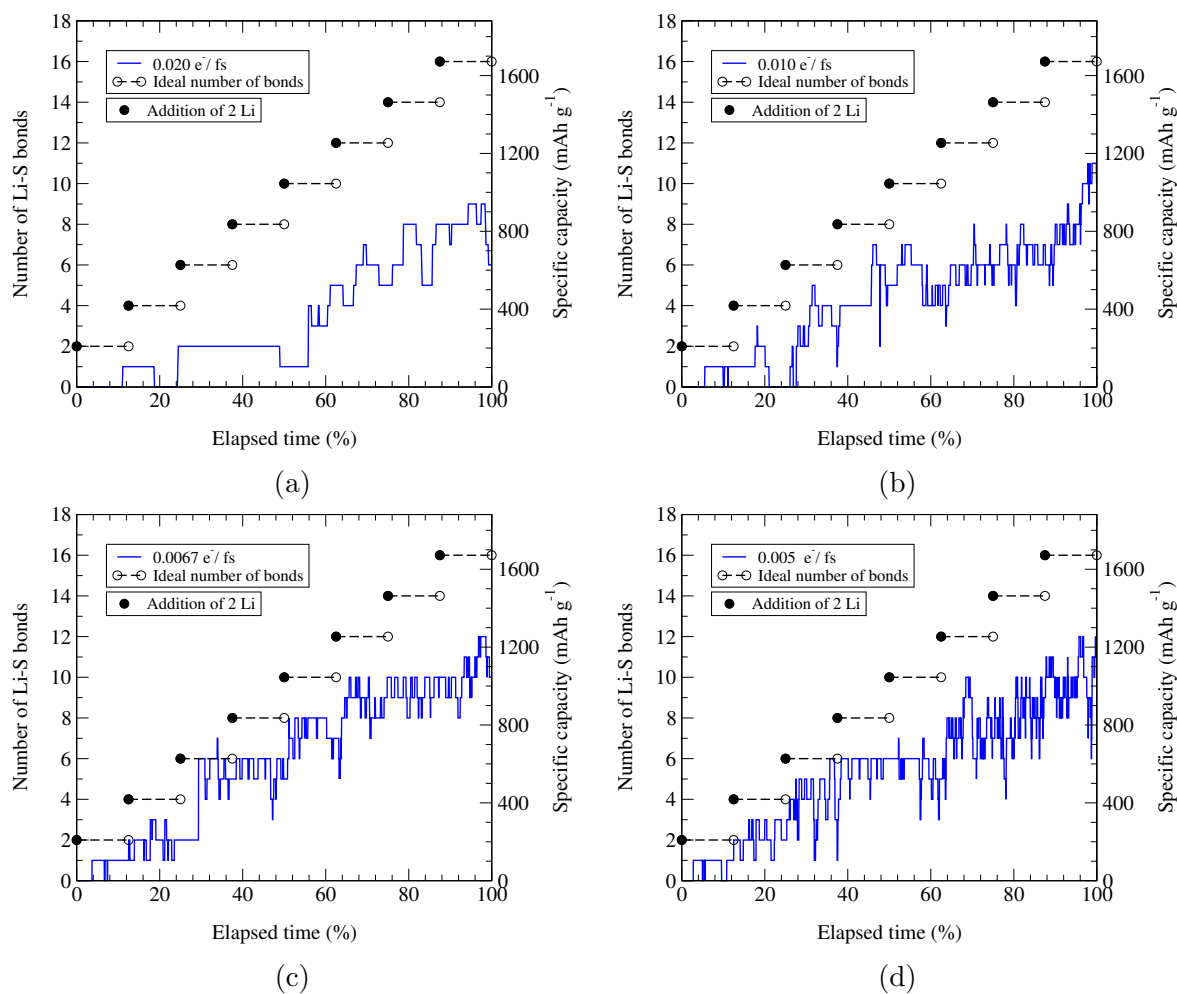 18
16
14
12
10
8
6
4
2
0
Number of Li-S bonds
0.020 e⁻/ fs
Ideal number of bonds
Addition of 2 Li
1600
1200
800
400
0
Specific capacity (mAh g⁻¹)
0 20 40 60 80 100
Elapsed time (%)
(a)
18
16
14
12
10
8
6
4
2
0
Number of Li-S bonds
0.010 e⁻/ fs
Ideal number of bonds
Addition of 2 Li
1600
1200
800
400
0
Specific capacity (mAh g⁻¹)
0 20 40 60 80 100
Elapsed time (%)
(b)
18
16
14
12
10
8
6
4
2
0
Number of Li-S bonds
0.0067 e⁻/ fs
Ideal number of bonds
Addition of 2 Li
1600
1200
800
400
0
Specific capacity (mAh g⁻¹)
0 20 40 60 80 100
Elapsed time (%)
(c)
18
16
14
12
10
8
6
4
2
0
Number of Li-S bonds
0.005 e⁻/ fs
Ideal number of bonds
Addition of 2 Li
1600
1200
800
400
0
Specific capacity (mAh g⁻¹)
0 20 40 60 80 100
Elapsed time (%)
(d)